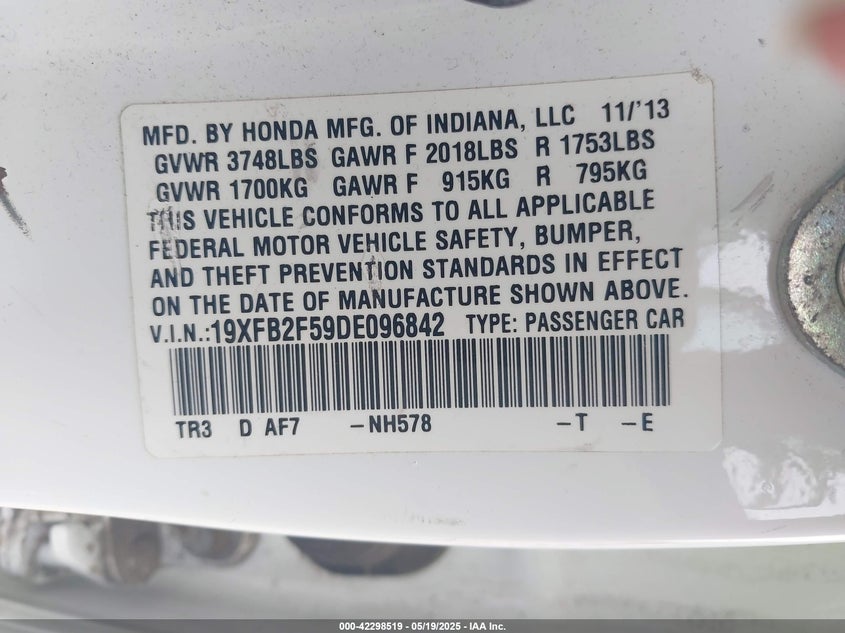 MFD. BY HONDA MFG. OF INDIANA, LLC 11/'13
GVWR 3748LBS GAWR F 2018LBS R 1753LBS
GVWR 1700KG GAWR F 915KG R 795KG
THIS VEHICLE CONFORMS TO ALL APPLICABLE
FEDERAL MOTOR VEHICLE SAFETY, BUMPER,
AND THEFT PREVENTION STANDARDS IN EFFECT
ON THE DATE OF MANUFACTURE SHOWN ABOVE.
V.I.N.:19XFB2F59DE096842 TYPE: PASSENGER CAR
TR3 D AF7 -NH578 -T -E
000-42298519 / 05/19/2025 - IAA Inc.